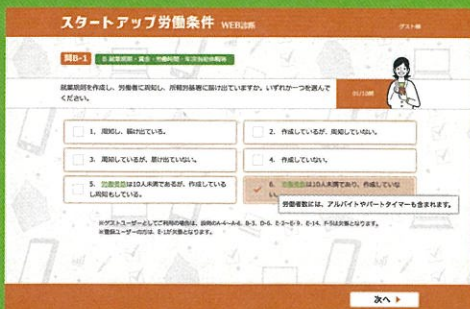 スタートアップ労働条件 WEB診断
ゲスト様
問B-1
B.就業規則・賃金・労働時間・年次有給休暇等
就業規則を作成し、労働者に周知し、所轄労基署に届け出ていますか。いずれか一つを選んで
ください。
01/10問
1. 周知し、届け出ている。
2. 作成しているが、周知していない。
3. 周知しているが、届出ていない。
4. 作成していない。
5. 労働者数は10人未満であるが、作成している
し周知もしている。
6. 労働者数は10人未満であり、作成していな
い。
労働者数には、アルバイトやパートタイマーも含まれます。
※ゲストユーザーとしてご利用の場合は、設問のA-4~A-6、B-5、D-6、E-2~E-9、E-14、F-5は欠番となります。
※登録ユーザーの方は、E-1が欠番となります。
次へ